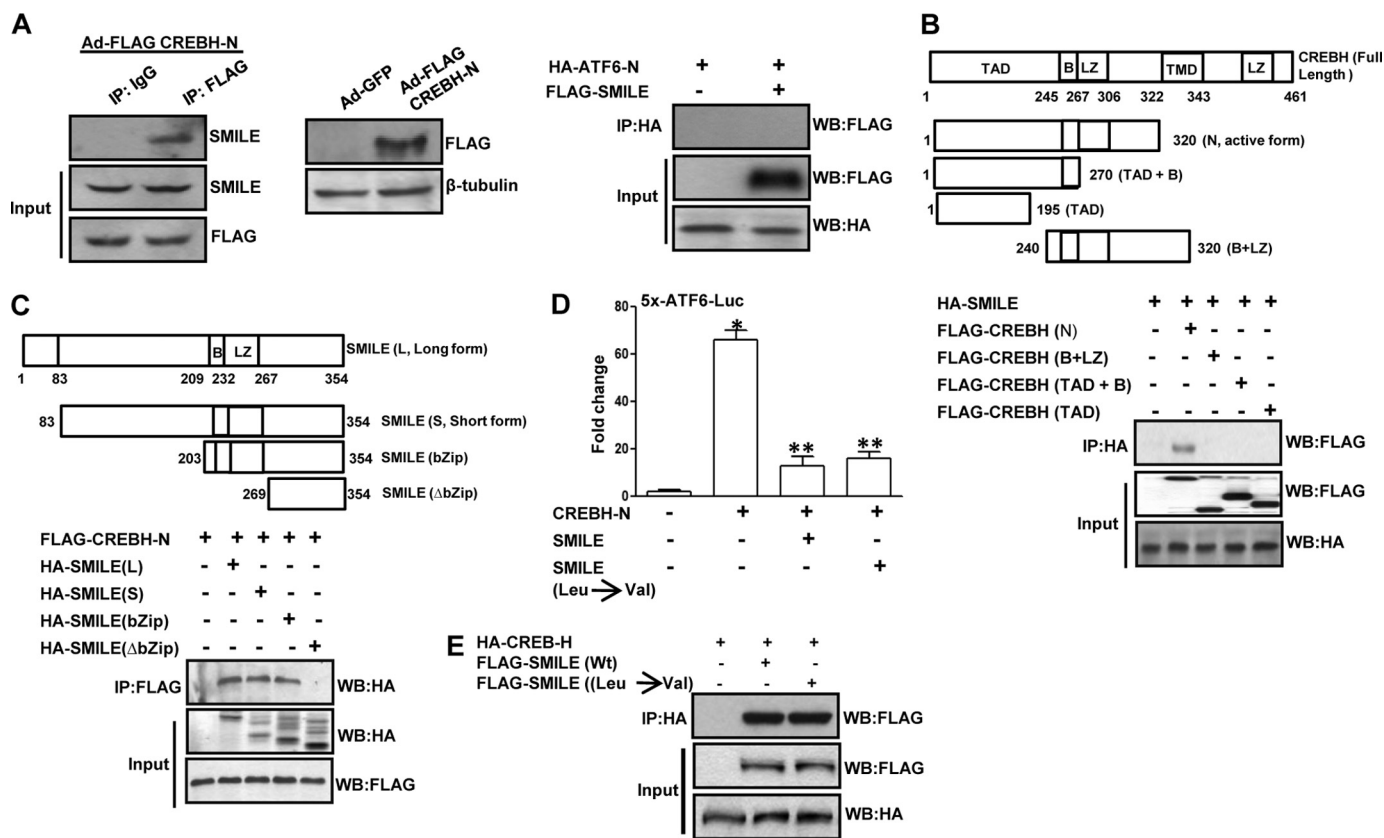 A
Ad-FLAG CREBH-N
IP: IgG
IP: FLAG
SMILE
SMILE
FLAG
Input
Ad-GFP
Ad-FLAG
CREBH-N
FLAG
β-tubulin
HA-ATF6-N + +
FLAG-SMILE - +
IP:HA WB:FLAG
WB:FLAG
Input
WB:HA
B
TAD B LZ TMD LZ CREBH (Full Length)
1 245 267 306 322 343 461
1 320 (N, active form)
1 270 (TAD + B)
1 195 (TAD)
240 320 (B+LZ)
HA-SMILE + + + + +
FLAG-CREBH (N) - + - - -
FLAG-CREBH (B+LZ) - - + - -
FLAG-CREBH (TAD + B) - - - + -
FLAG-CREBH (TAD) - - - - +
IP:HA WB:FLAG
WB:FLAG
Input
WB:HA
C
B LZ SMILE (L, Long form)
1 83 209 232 267 354
83 354 SMILE (S, Short form)
203 354 SMILE (bZip)
269 354 SMILE (∆bZip)
FLAG-CREBH-N + + + + +
HA-SMILE(L) - + - - -
HA-SMILE(S) - - + - -
HA-SMILE(bZip) - - - + -
HA-SMILE(∆bZip) - - - - +
IP:FLAG WB:HA
WB:HA
Input
WB:FLAG
D
5x-ATF6-Luc
Fold change
80
60
40
20
0
* ** **
CREBH-N - + + +
SMILE - - + -
SMILE - - - +
(Leu → Val)
E
HA-CREB-H + + +
FLAG-SMILE (Wt) - + -
FLAG-SMILE ((Leu → Val) - - +
IP:HA WB:FLAG
WB:FLAG
Input
WB:HA